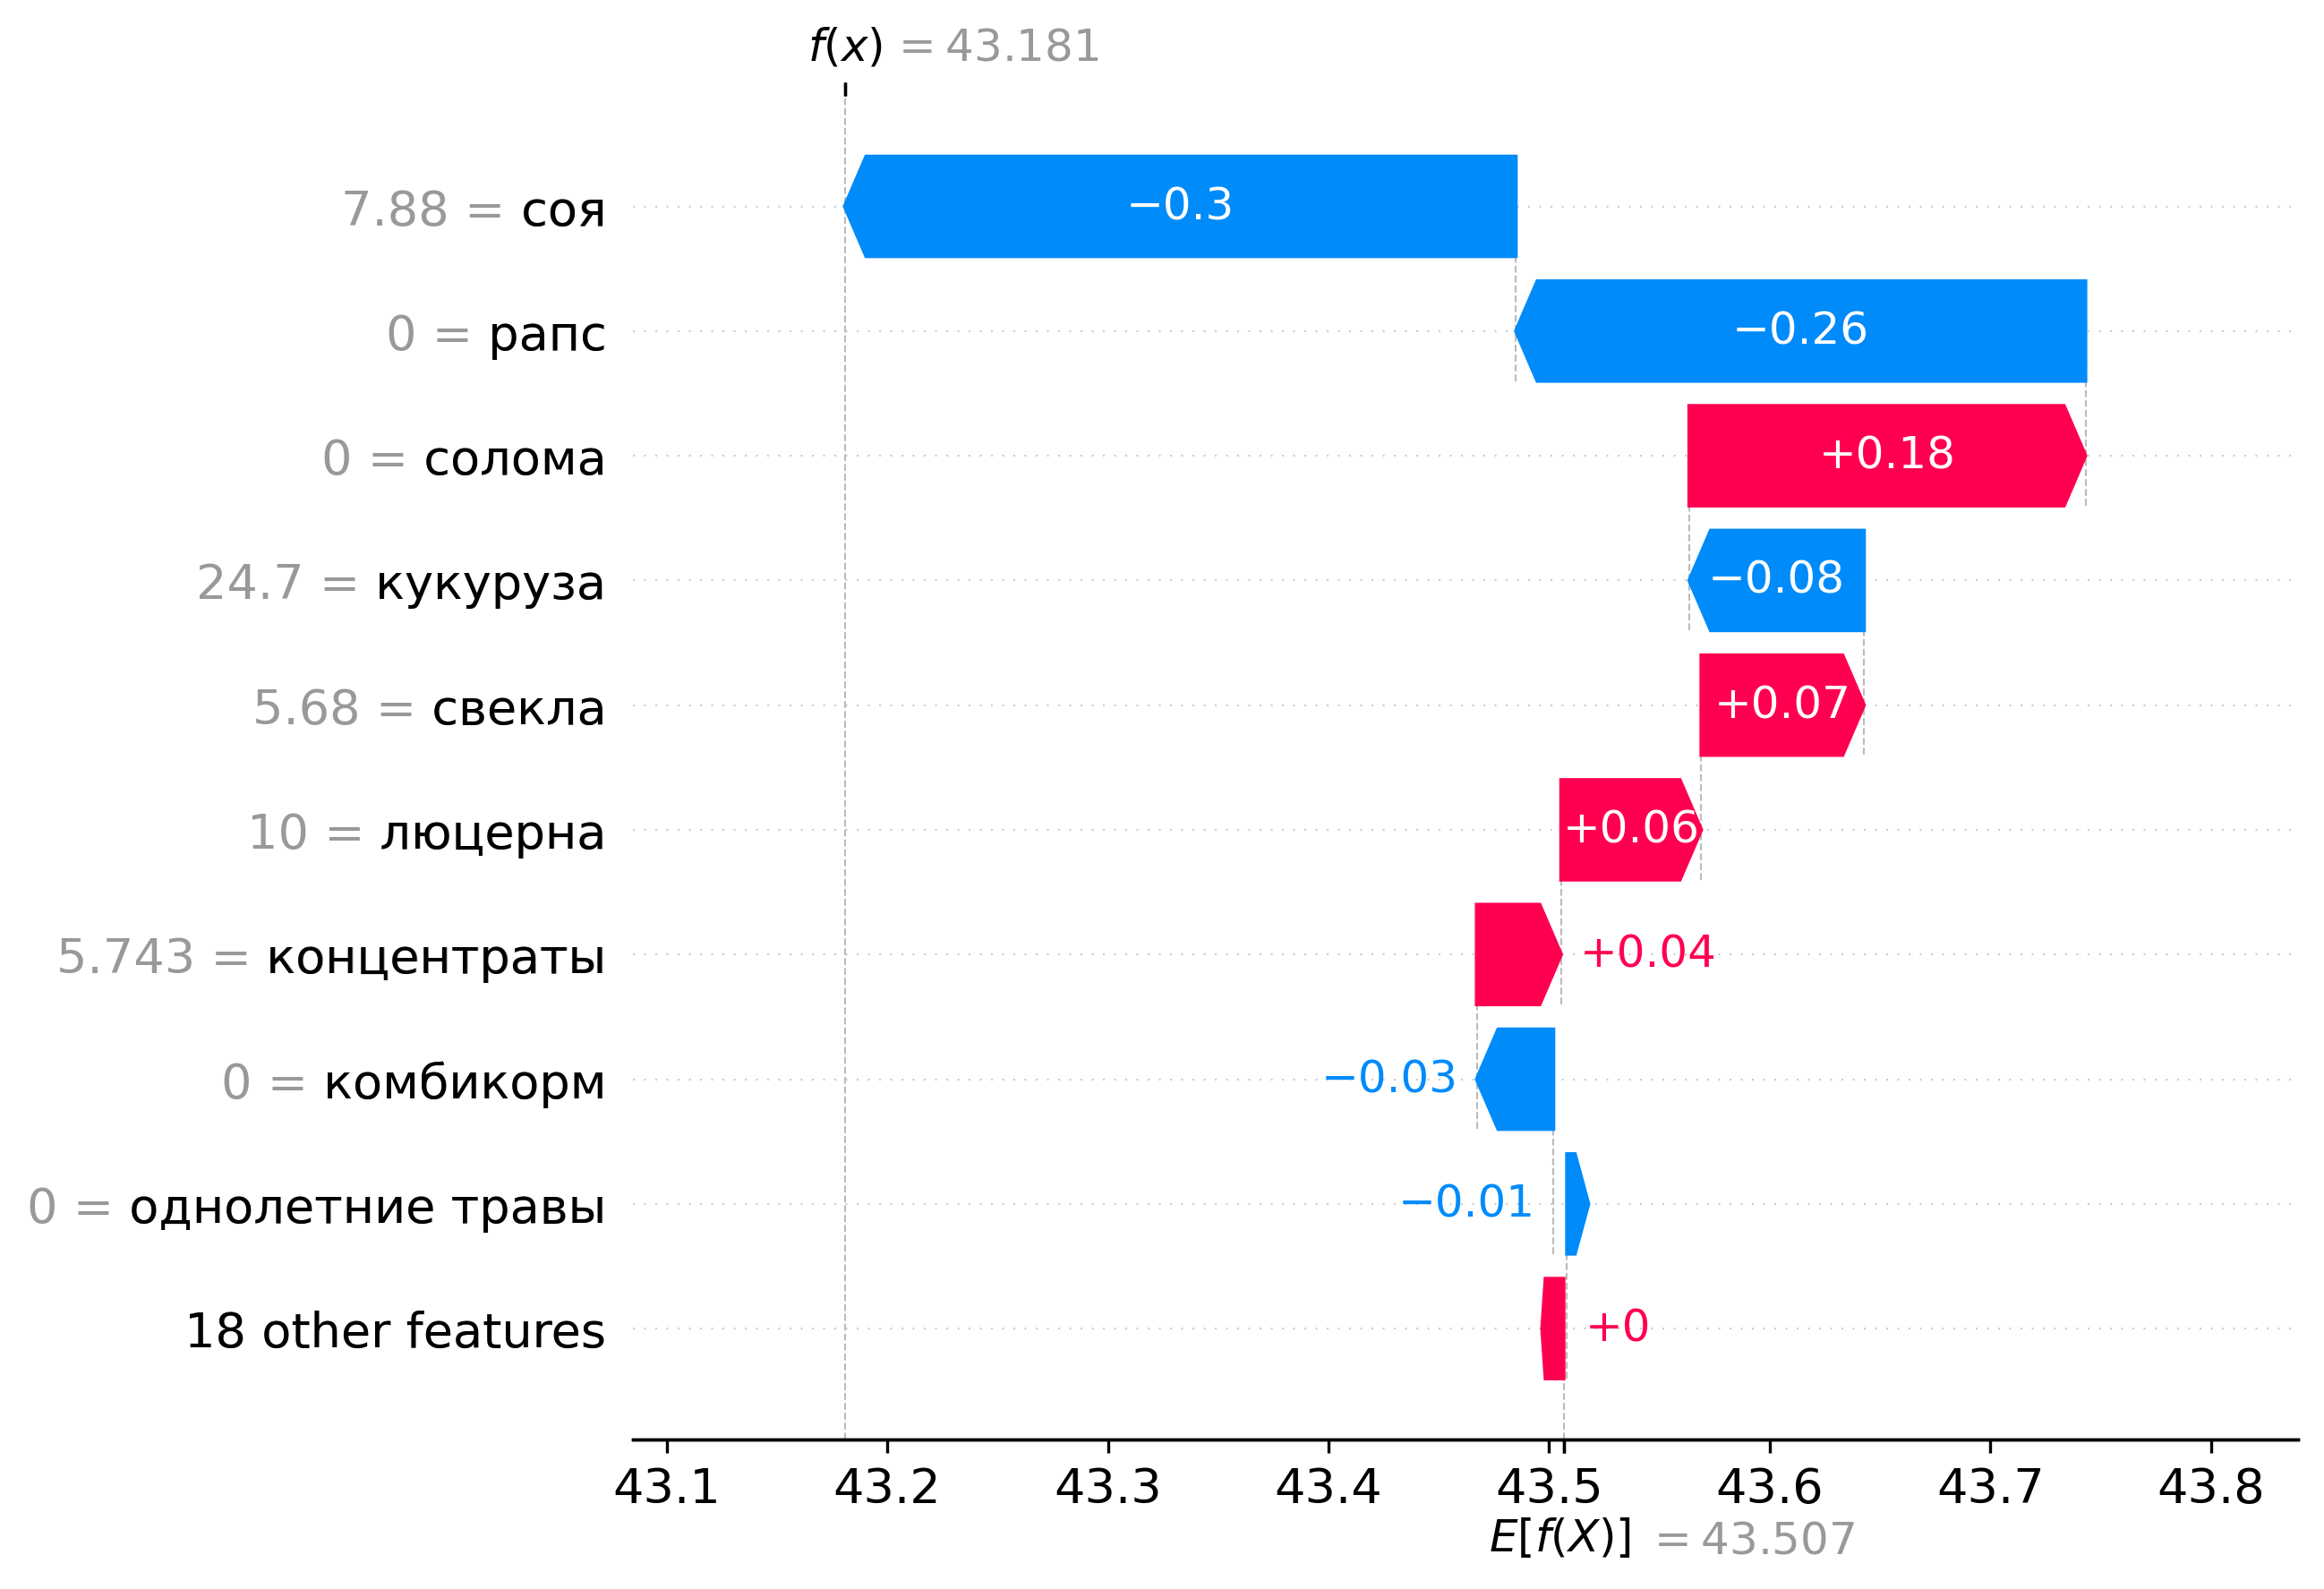 f(x) = 43.181
7.88 = соя −0.3
0 = рапс −0.26
0 = солома +0.18
24.7 = кукуруза −0.08
5.68 = свекла +0.07
10 = люцерна +0.06
5.743 = концентраты +0.04
0 = комбикорм −0.03
0 = однолетние травы −0.01
18 other features +0
43.1 43.2 43.3 43.4 43.5 43.6 43.7 43.8
E[f(X)] = 43.507